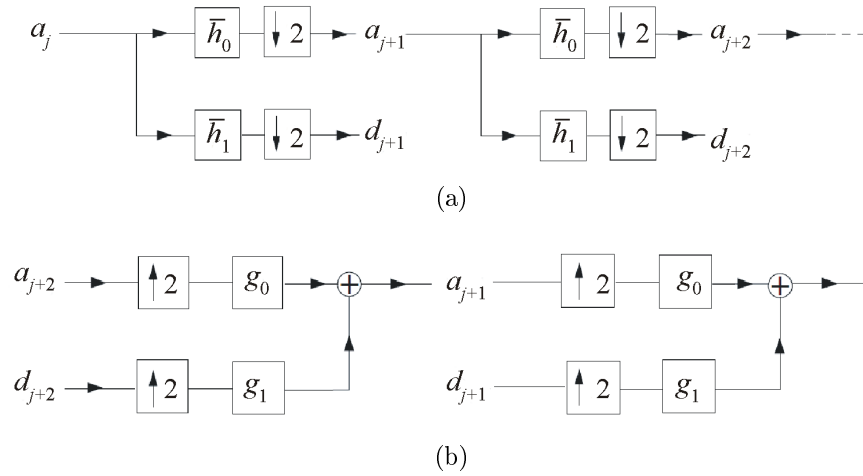 a_j h̄_0 ↓ 2 a_{j+1} h̄_0 ↓ 2 a_{j+2}
h̄_1 ↓ 2 d_{j+1} h̄_1 ↓ 2 d_{j+2}
(a)
a_{j+2} ↑ 2 g_0 + a_{j+1} ↑ 2 g_0 +
d_{j+2} ↑ 2 g_1 d_{j+1} ↑ 2 g_1
(b)